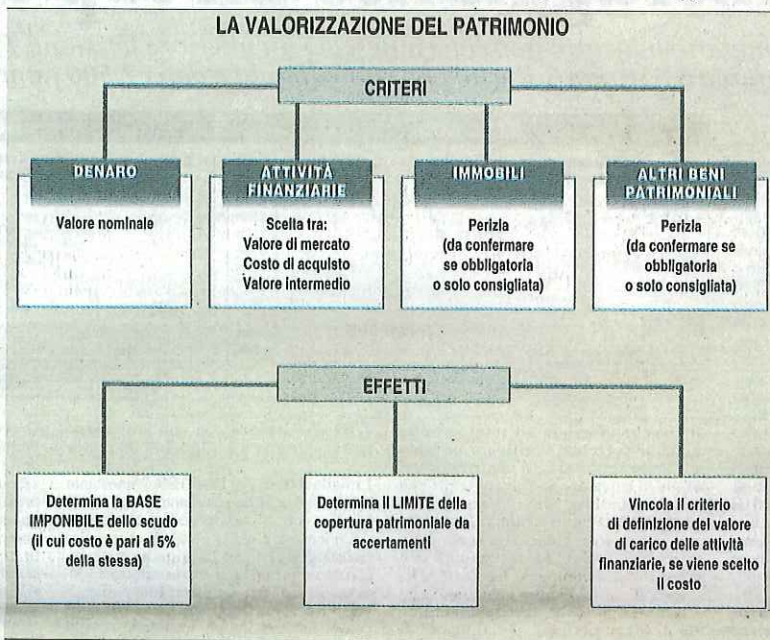 LA VALORIZZAZIONE DEL PATRIMONIO
CRITERI
DENARO
Valore nominale
ATTIVITÀ
FINANZIARIE
Scelta tra:
Valore di mercato
Costo di acquisto
Valore intermedio
IMMOBILI
Perizia
(da confermare
se obbligatoria
o solo consigliata)
ALTRI BENI
PATRIMONIALI
Perizia
(da confermare se
obbligatoria
o solo consigliata)
EFFETTI
Determina la BASE
IMPONIBILE dello scudo
(il cui costo è pari al 5%
della stessa)
Determina il LIMITE della
copertura patrimoniale da
accertamenti
Vincola il criterio
di definizione del valore
di carico delle attività
finanziarie, se viene scelto
il costo